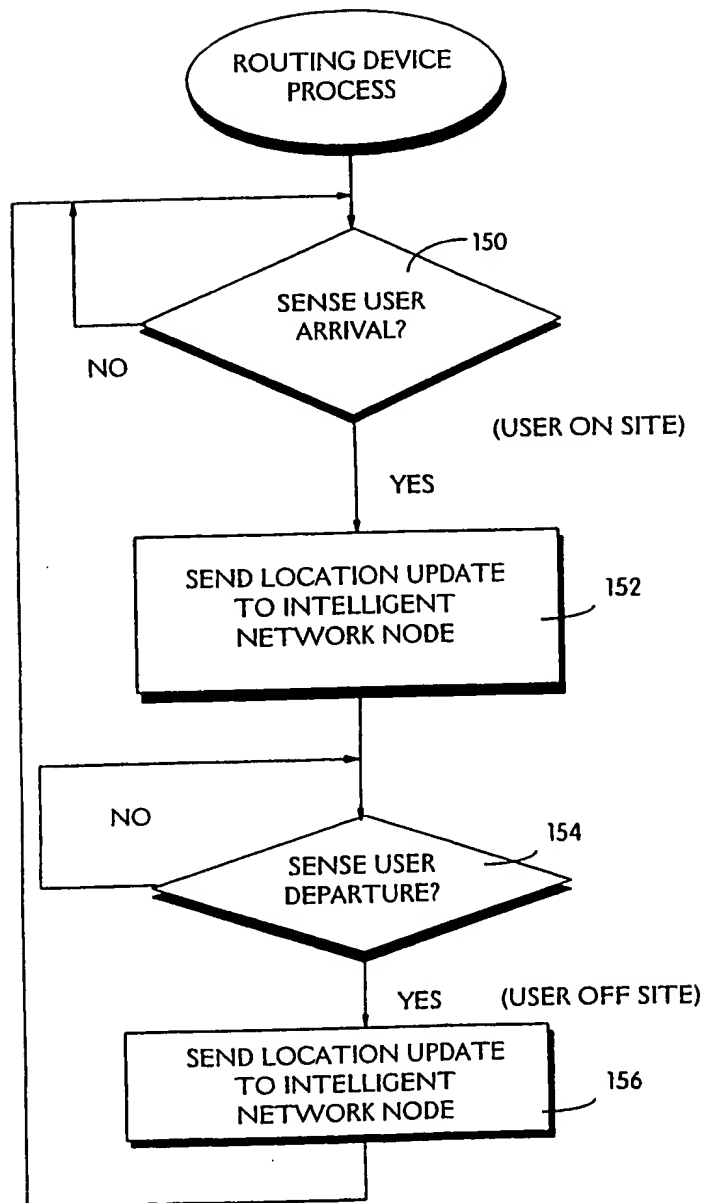 ROUTING DEVICE
PROCESS
150
SENSE USER
ARRIVAL?
NO
(USER ON SITE)
YES
SEND LOCATION UPDATE
TO INTELLIGENT
NETWORK NODE
152
NO
154
SENSE USER
DEPARTURE?
YES
(USER OFF SITE)
SEND LOCATION UPDATE
TO INTELLIGENT
NETWORK NODE
156